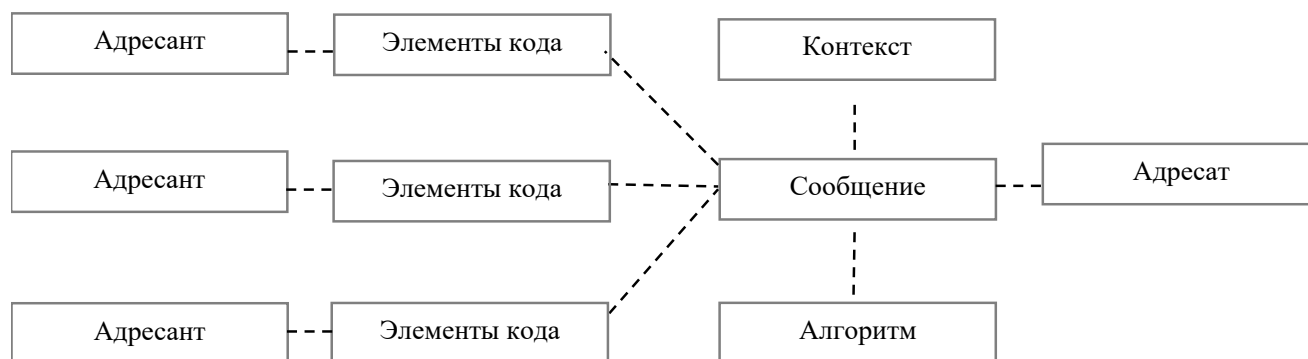 Адресант
Элементы кода
Контекст
Адресант
Элементы кода
Сообщение
Адресат
Адресант
Элементы кода
Алгоритм